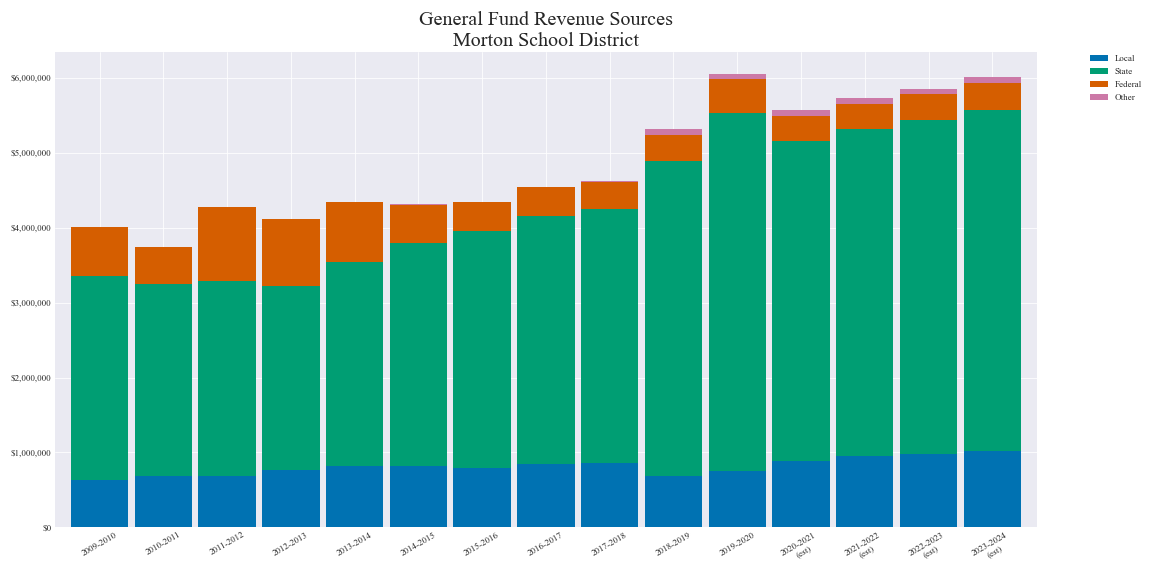 General Fund Revenue Sources
Morton School District
Local
State
Federal
Other
$6,000,000
$5,000,000
$4,000,000
$3,000,000
$2,000,000
$1,000,000
$0
2009-2010
2010-2011
2011-2012
2012-2013
2013-2014
2014-2015
2015-2016
2016-2017
2017-2018
2018-2019
2019-2020
2020-2021
(est)
2021-2022
(est)
2022-2023
(est)
2023-2024
(est)